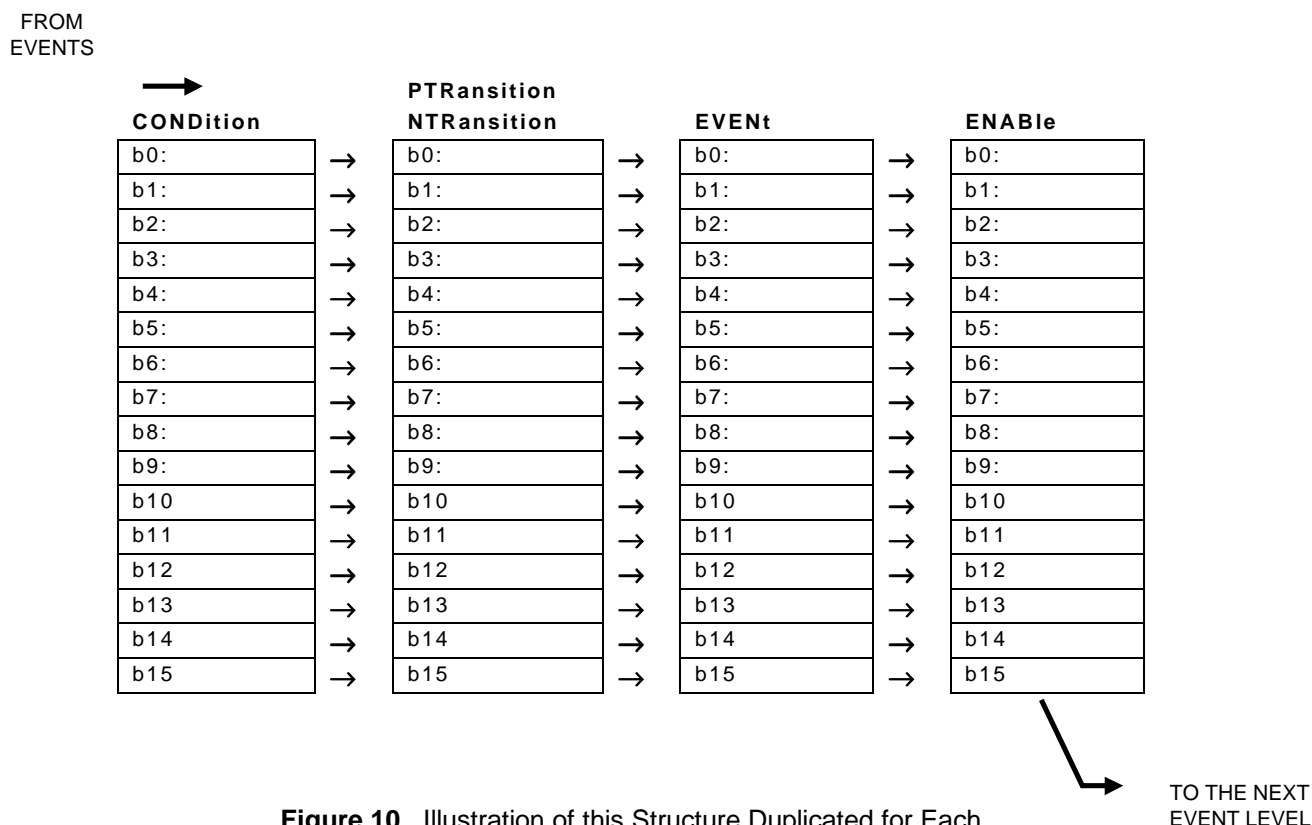 FROM
EVENTS
PTRansition
CONDition NTRansition EVENt ENABle
b0: → b0: → b0: → b0:
b1: → b1: → b1: → b1:
b2: → b2: → b2: → b2:
b3: → b3: → b3: → b3:
b4: → b4: → b4: → b4:
b5: → b5: → b5: → b5:
b6: → b6: → b6: → b6:
b7: → b7: → b7: → b7:
b8: → b8: → b8: → b8:
b9: → b9: → b9: → b9:
b10 → b10 → b10 → b10
b11 → b11 → b11 → b11
b12 → b12 → b12 → b12
b13 → b13 → b13 → b13
b14 → b14 → b14 → b14
b15 → b15 → b15 → b15
TO THE NEXT
EVENT LEVEL
Figure 10 Illustration of this Structure Duplicated for Each